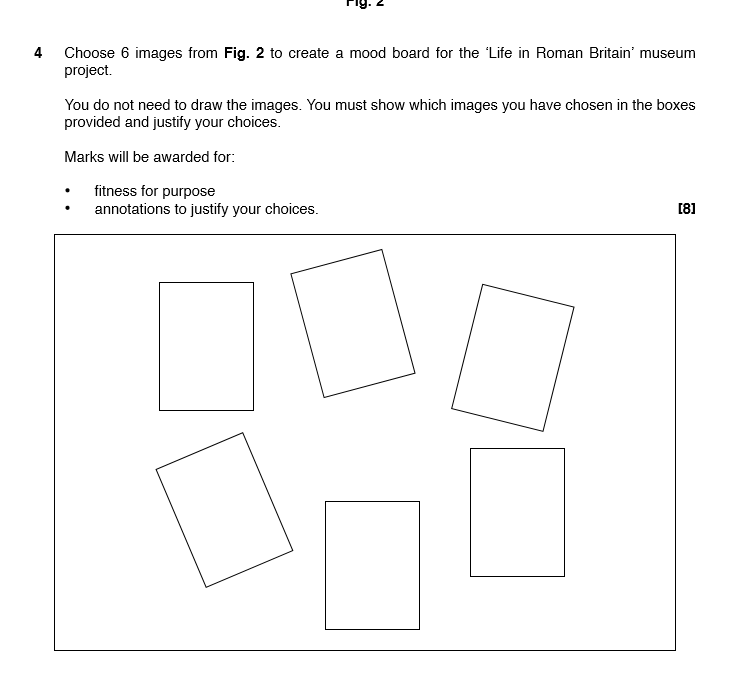 Fig. 2
4 Choose 6 images from Fig. 2 to create a mood board for the ‘Life in Roman Britain’ museum
project.
You do not need to draw the images. You must show which images you have chosen in the boxes
provided and justify your choices.
Marks will be awarded for:
• fitness for purpose
• annotations to justify your choices. [8]